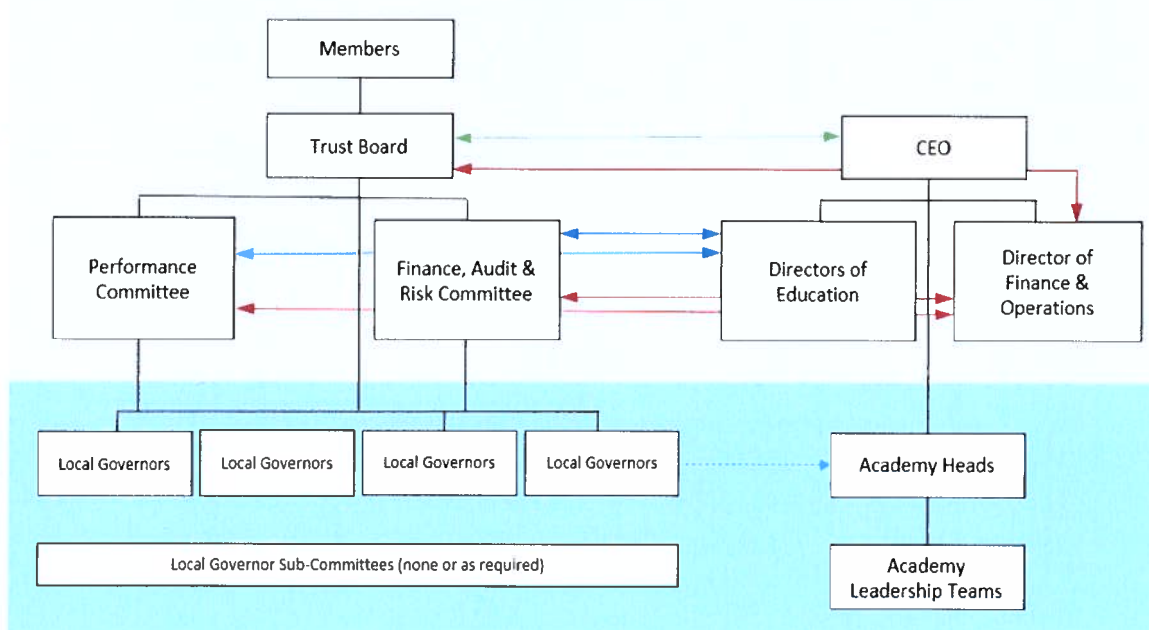 Members
Trust Board
CEO
Performance
Committee
Finance, Audit &
Risk Committee
Directors of
Education
Director of
Finance &
Operations
Local Governors
Local Governors
Local Governors
Local Governors
Academy Heads
Local Governor Sub-Committees (none or as required)
Academy
Leadership Teams